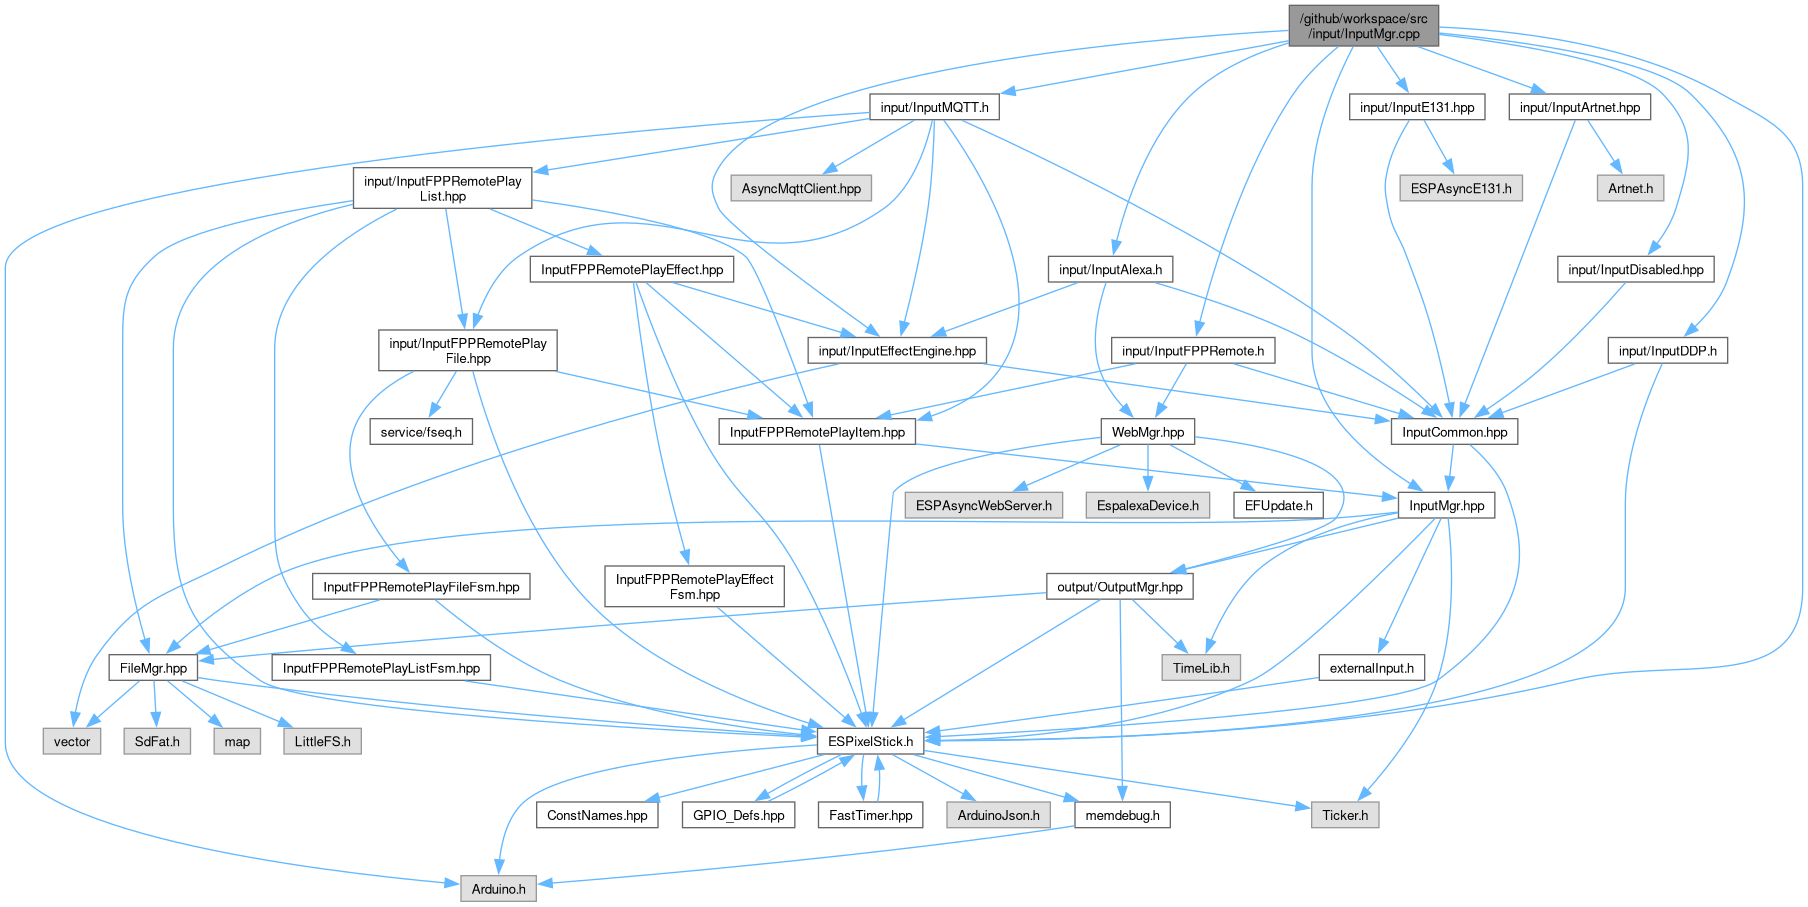 /github/workspace/src
/input/InputMgr.cpp
input/InputMQTT.h
input/InputE131.hpp
input/InputArtnet.hpp
input/InputFPPRemotePlay
List.hpp
AsyncMqttClient.hpp
ESPAsyncE131.h
Artnet.h
InputFPPRemotePlayEffect.hpp
input/InputAlexa.h
input/InputDisabled.hpp
input/InputFPPRemotePlay
File.hpp
input/InputEffectEngine.hpp
input/InputFPPRemote.h
input/InputDDP.h
service/fseq.h
InputFPPRemotePlayItem.hpp
WebMgr.hpp
InputCommon.hpp
ESPAsyncWebServer.h
EspalexaDevice.h
EFUpdate.h
InputMgr.hpp
InputFPPRemotePlayFileFsm.hpp
InputFPPRemotePlayEffect
Fsm.hpp
output/OutputMgr.hpp
FileMgr.hpp
InputFPPRemotePlayListFsm.hpp
TimeLib.h
externalInput.h
vector
SdFat.h
map
LittleFS.h
ESPixelStick.h
ConstNames.hpp
GPIO_Defs.hpp
FastTimer.hpp
ArduinoJson.h
memdebug.h
Ticker.h
Arduino.h